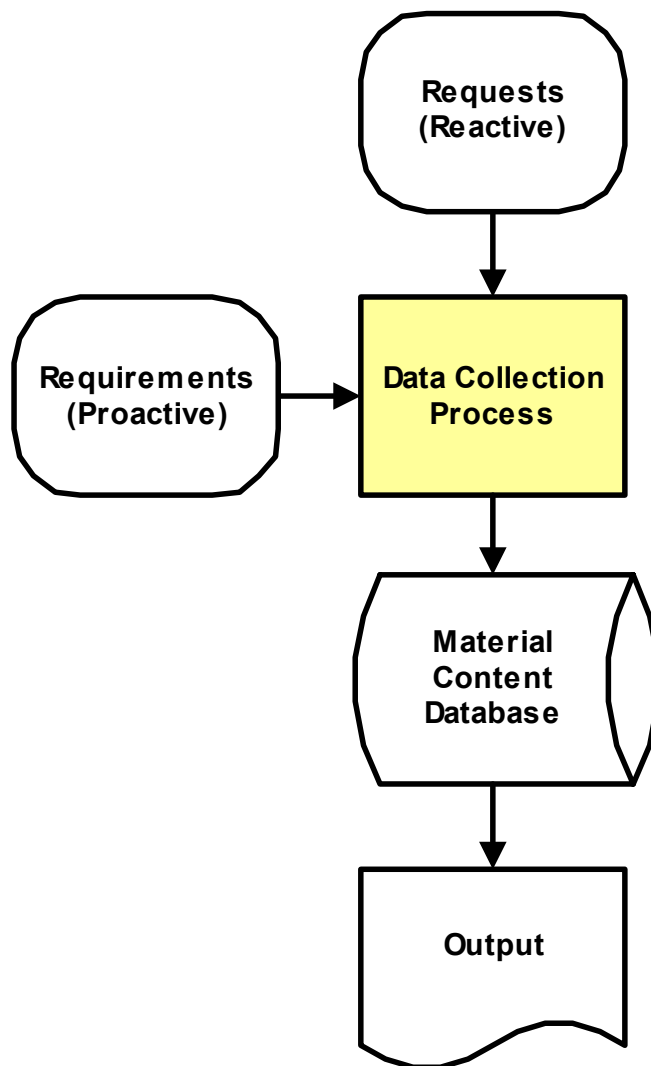 Requests
(Reactive)
Requirements
(Proactive)
Data Collection
Process
Material
Content
Database
Output